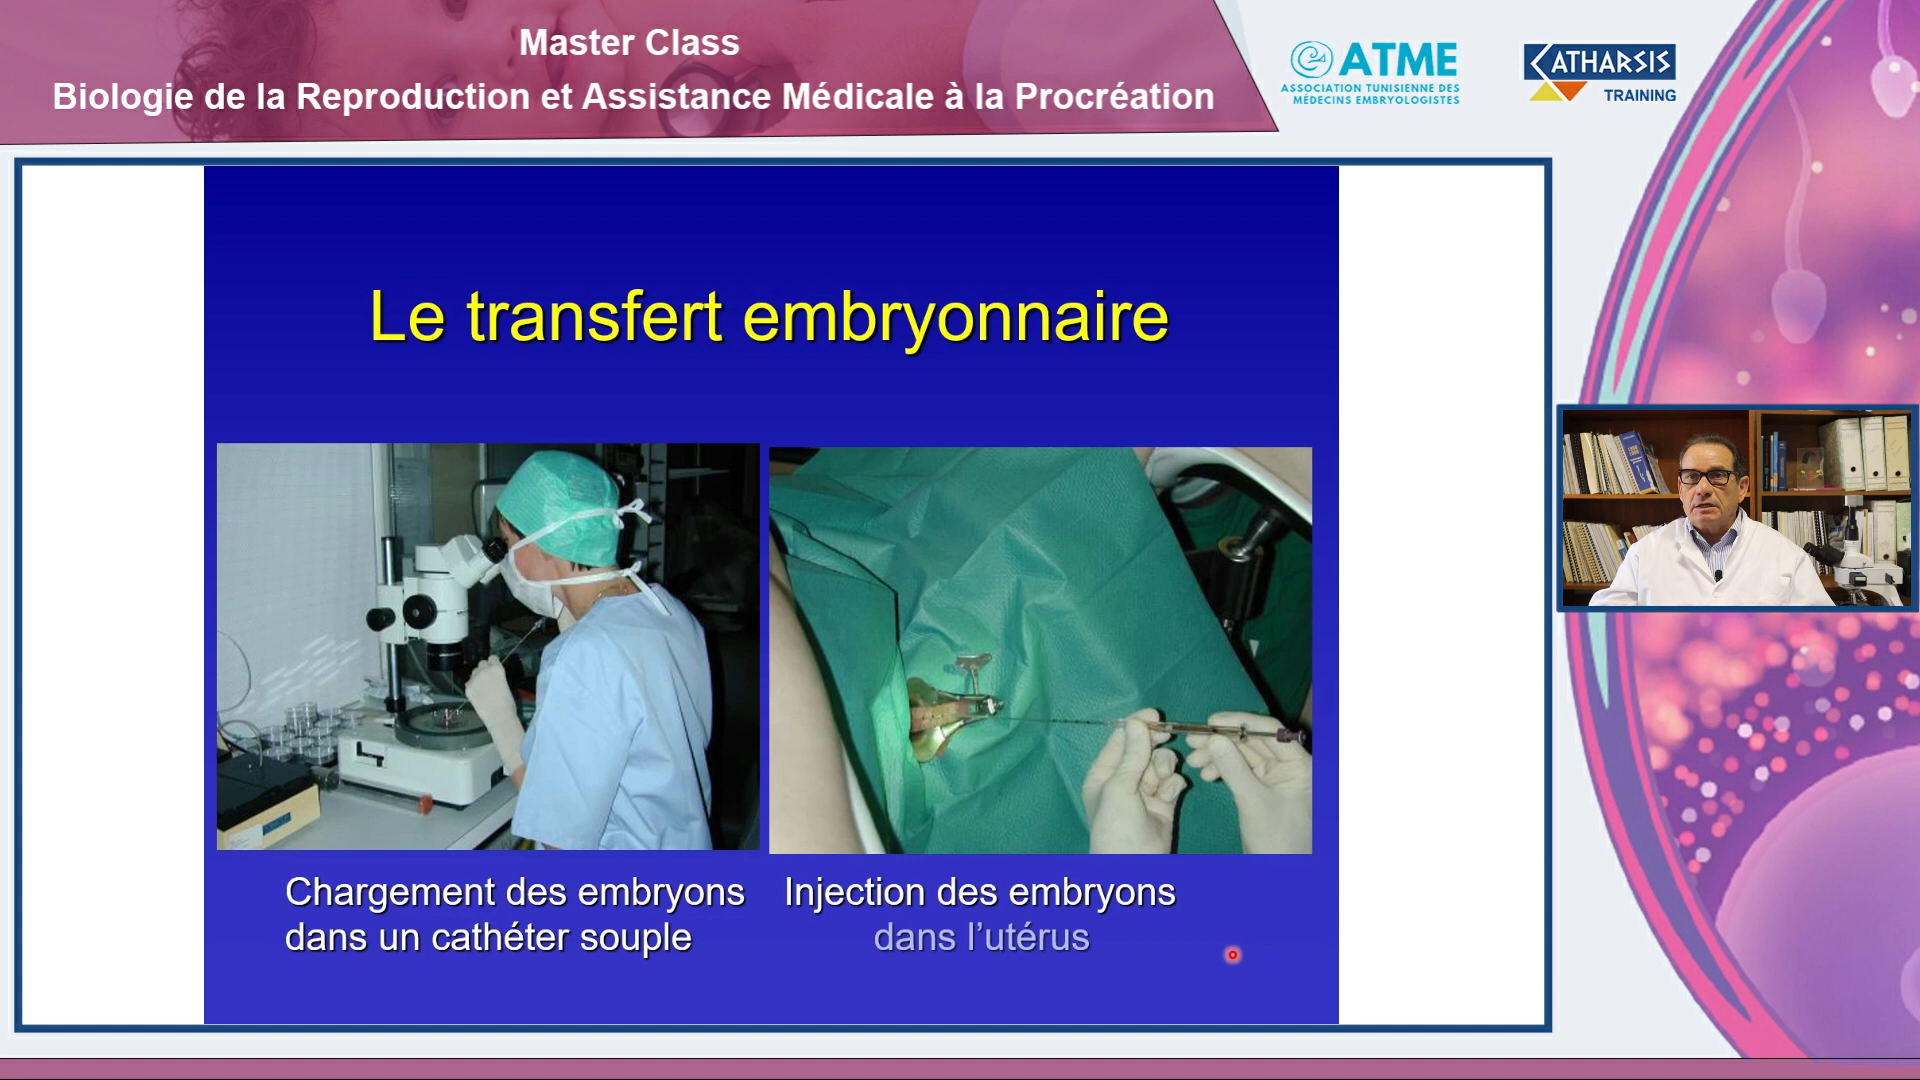 Master Class
Biologie de la Reproduction et Assistance Médicale à la Procréation
ATME
ASSOCIATION TUNISIENNE DES
MÉDECINS EMBRYOLOGISTES
CATHARSIS
TRAINING
Le transfert embryonnaire
Chargement des embryons
dans un cathéter souple
Injection des embryons
dans l’utérus